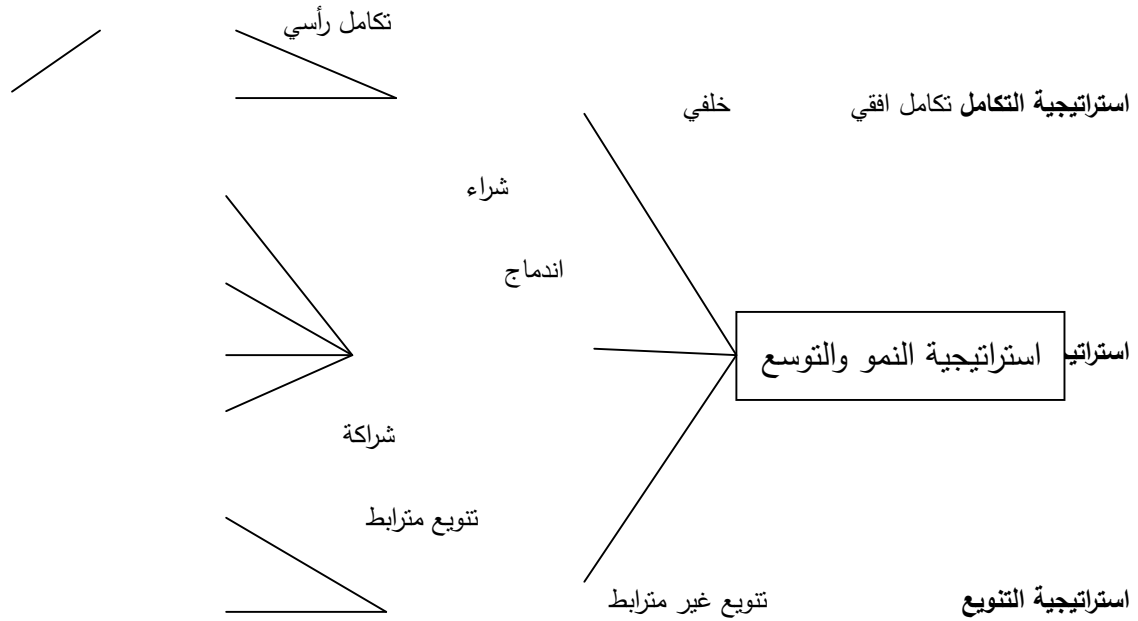 تكامل رأسي
استراتيجية التكامل تكامل افقي خلفي
شراء
اندماج
استراتيجية النمو والتوسع
شراكة
تنويع مترابط
استراتيجية التنويع تنويع غير مترابط